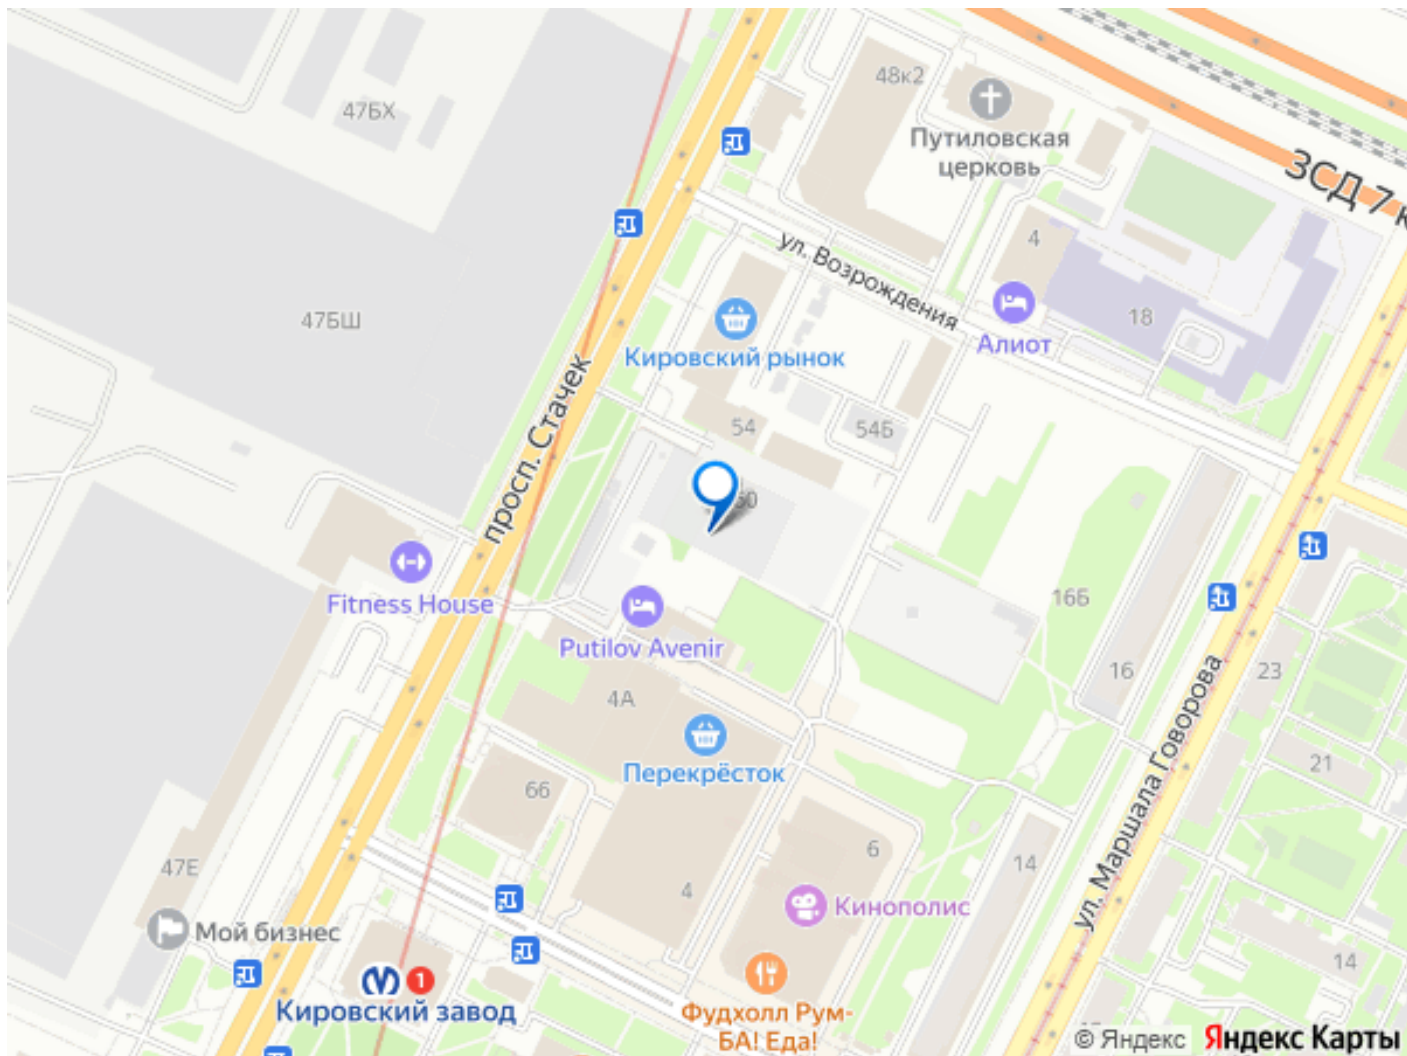 48к2
47БХ
Путиловская
церковь
ЗСД 7 к
4
ул. Возрождения
18
47БШ
Алиот
Кировский рынок
просп. Стачек
54
54Б
60
Fitness House
16Б
Putilov Avenir
16
23
4А
ул. Маршала Говорова
Перекрёсток
21
66
6
14
47Е
4
Кинополис
Мой бизнес
14
1
Кировский завод
Фудхолл Рум-
БА! Еда!
© Яндекс
Яндекс Карты